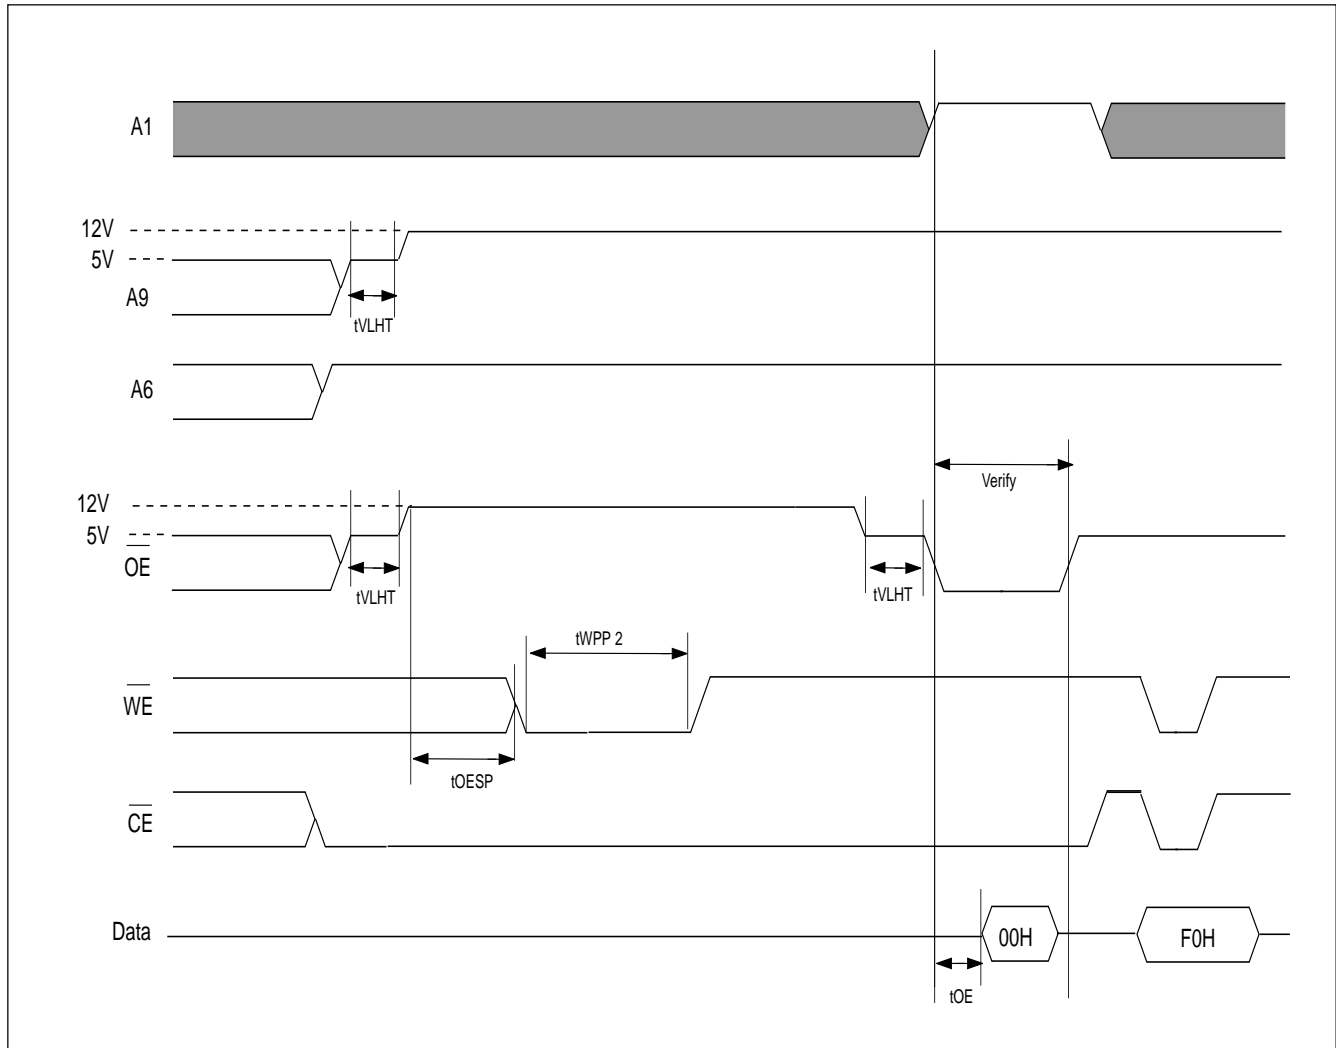 A1
12V
5V
A9
tVLHT
A6
Verify
12V
5V
OE
tVLHT
tVLHT
tWPP 2
WE
tOESP
CE
Data
00H
F0H
tOE